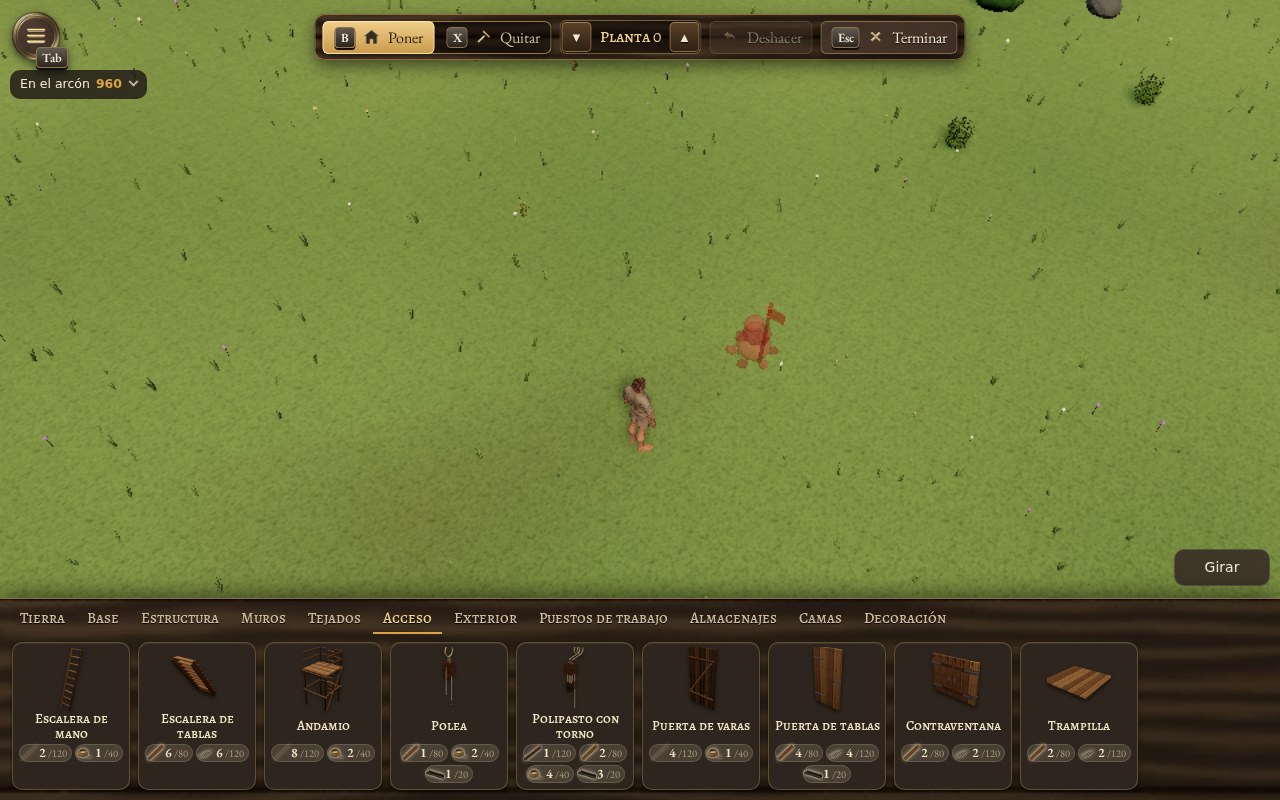 B Poner X Quitar ▼ Planta 0 ▲ Deshacer Esc Terminar
Tab
En el arcón 960
Girar
Tierra Base Estructura Muros Tejados Acceso Exterior Puestos de trabajo Almacenajes Camas Decoración
Escalera de mano
2 /120 1 /40
Escalera de tablas
6 /80 6 /120
Andamio
8 /120 2 /40
Polea
1 /80 2 /40
1 /20
Polipasto con torno
1 /120 2 /80
4 /40 3 /20
Puerta de varas
4 /120 1 /40
Puerta de tablas
4 /80 4 /120
1 /20
Contraventana
2 /80 2 /120
Trampilla
2 /80 2 /120